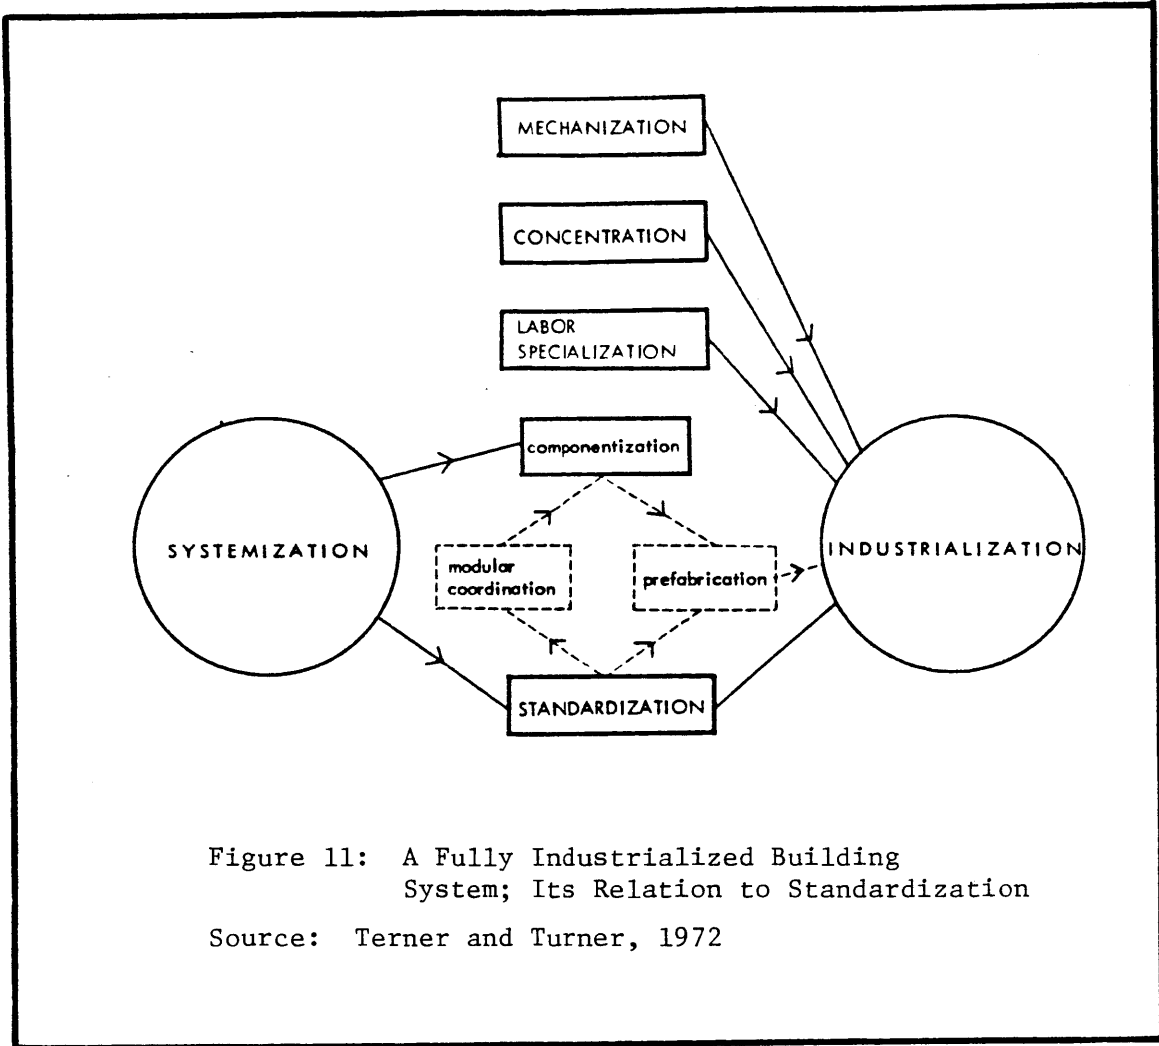 MECHANIZATION
CONCENTRATION
LABOR
SPECIALIZATION
componentization
SYSTEMIZATION
INDUSTRIALIZATION
modular
coordination
prefabrication
STANDARDIZATION
Figure 11: A Fully Industrialized Building
System; Its Relation to Standardization
Source: Terner and Turner, 1972